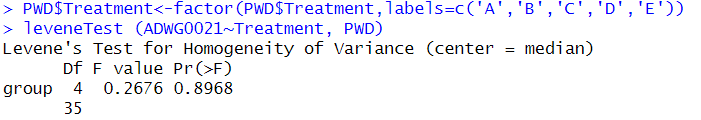 > PWD$Treatment<-factor(PWD$Treatment,labels=c('A','B','C','D','E'))
> leveneTest (ADWG0021~Treatment, PWD)
Levene's Test for Homogeneity of Variance (center = median)
      Df F value Pr(>F)
group  4  0.2676 0.8968
      35